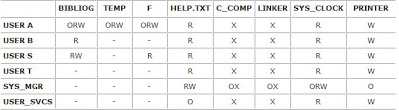 BIBLIOG TEMP F HELP.TXT C_COMP LINKER SYS_CLOCK PRINTER
USER A ORW ORW ORW R X X R W
USER B R - - R X X R W
USER S RW - R R X X R W
USER T - - - R X X R W
SYS_MGR - - - RW OX OX ORW O
USER_SVCS - - - O X X R W